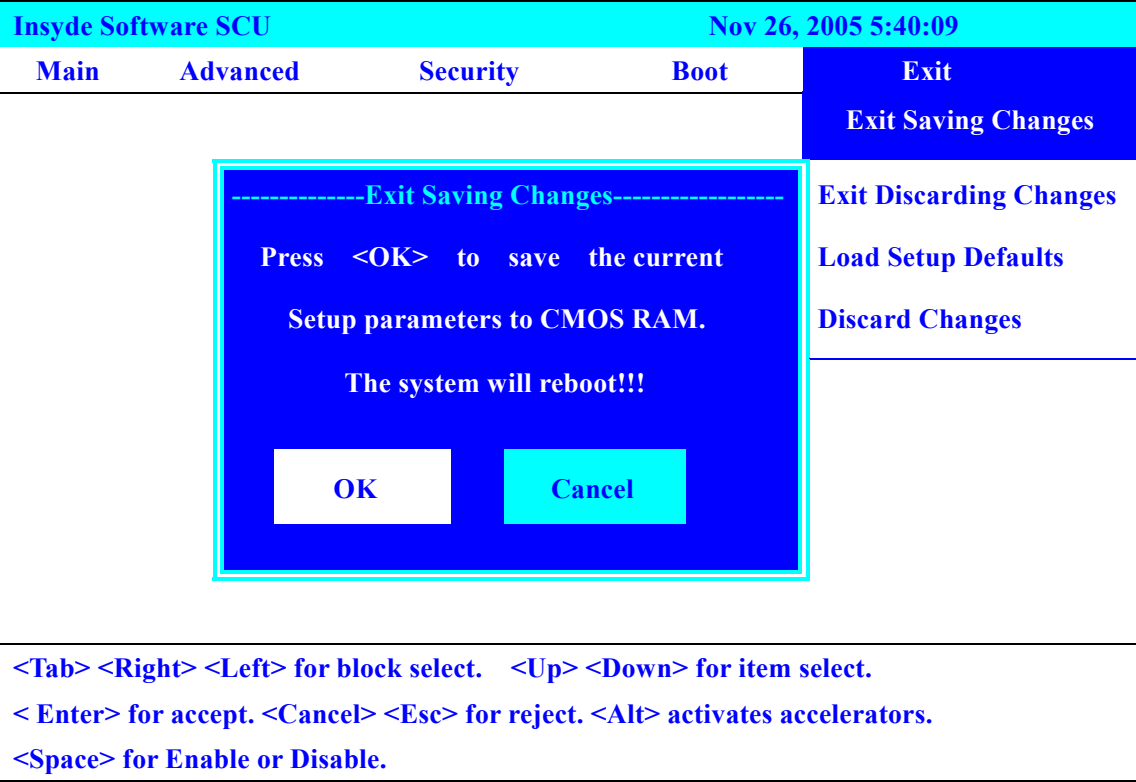 Insyde Software SCU Nov 26, 2005 5:40:09
Main Advanced Security Boot Exit
Exit Saving Changes
Exit Discarding Changes
Load Setup Defaults
Discard Changes
--------------Exit Saving Changes------------------
Press <OK> to save the current
Setup parameters to CMOS RAM.
The system will reboot!!!
OK Cancel
<Tab> <Right> <Left> for block select. <Up> <Down> for item select.
< Enter> for accept. <Cancel> <Esc> for reject. <Alt> activates accelerators.
<Space> for Enable or Disable.